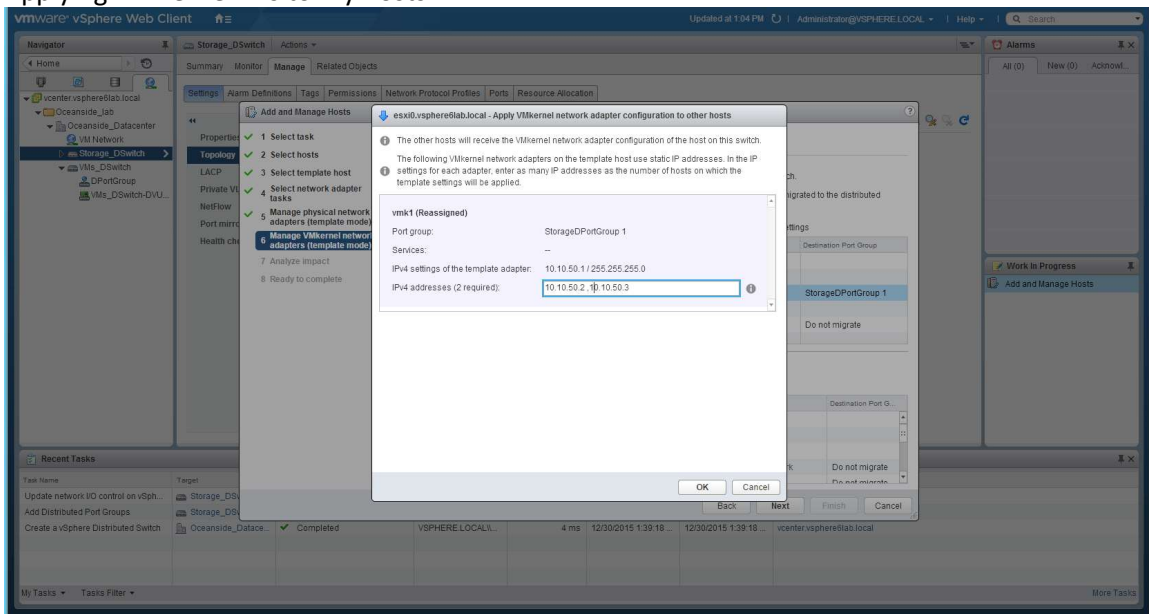 vmware® vSphere Web Client
Updated at 1:04 PM | Administrator@VSPHERE.LOCAL | Help | Search
Navigator
Home
vcenter.vsphere6lab.local
Oceanside_lab
Oceanside_Datacenter
VM Network
Storage_DSwitch
VMs_DSwitch
DPortGroup
VMs_DSwitch-DVU...
Storage_DSwitch Actions
Summary Monitor Manage Related Objects
Settings Alarm Definitions Tags Permissions Network Protocol Profiles Ports Resource Allocation
Properties
Topology
LACP
Private VL
NetFlow
Port mirro
Health che
Add and Manage Hosts
1 Select task
2 Select hosts
3 Select template host
4 Select network adapter
tasks
5 Manage physical network
adapters (template mode)
6 Manage VMkernel network
adapters (template mode)
7 Analyze impact
8 Ready to complete
esxi0.vsphere6lab.local - Apply VMkernel network adapter configuration to other hosts
The other hosts will receive the VMkernel network adapter configuration of the host on this switch.
The following VMkernel network adapters on the template host use static IP addresses. In the IP
settings for each adapter, enter as many IP addresses as the number of hosts on which the
template settings will be applied.
vmk1 (Reassigned)
Port group: StorageDPortGroup 1
Services: --
IPv4 settings of the template adapter: 10.10.50.1 / 255.255.255.0
IPv4 addresses (2 required): 10.10.50.2 ,10.10.50.3
OK Cancel
ch.
migrated to the distributed
ettings
Destination Port Group
StorageDPortGroup 1
Do not migrate
Destination Port G...
Do not migrate
Do not migrate
Back Next Finish Cancel
Alarms
All (0) New (0) Acknowl...
Work In Progress
Add and Manage Hosts
Recent Tasks
Task Name Target
Update network I/O control on vSph... Storage_DSw
Add Distributed Port Groups Storage_DSw
Create a vSphere Distributed Switch Oceanside_Datace... Completed VSPHERE.LOCAL\... 4 ms 12/30/2015 1:39:18 ... 12/30/2015 1:39:18 ... vcenter.vsphere6lab.local
My Tasks Tasks Filter More Tasks